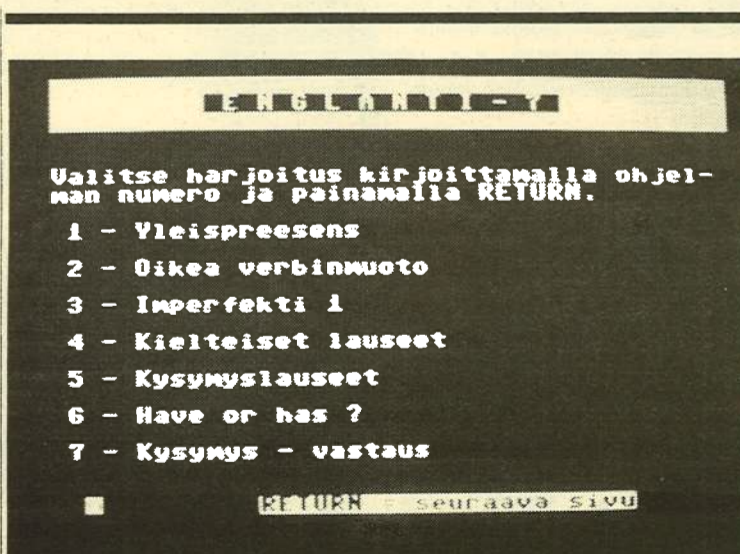 ENGLANTI-7
Valitse harjoitus kirjoittamalla ohjel-
man numero ja painamalla RETURN.
1 - Yleispreesens
2 - Oikea verbinmuoto
3 - Imperfekti 1
4 - Kielteiset lauseet
5 - Kysymyslauseet
6 - Have or has ?
7 - Kysymys - vastaus
RETURN = seuraava sivu